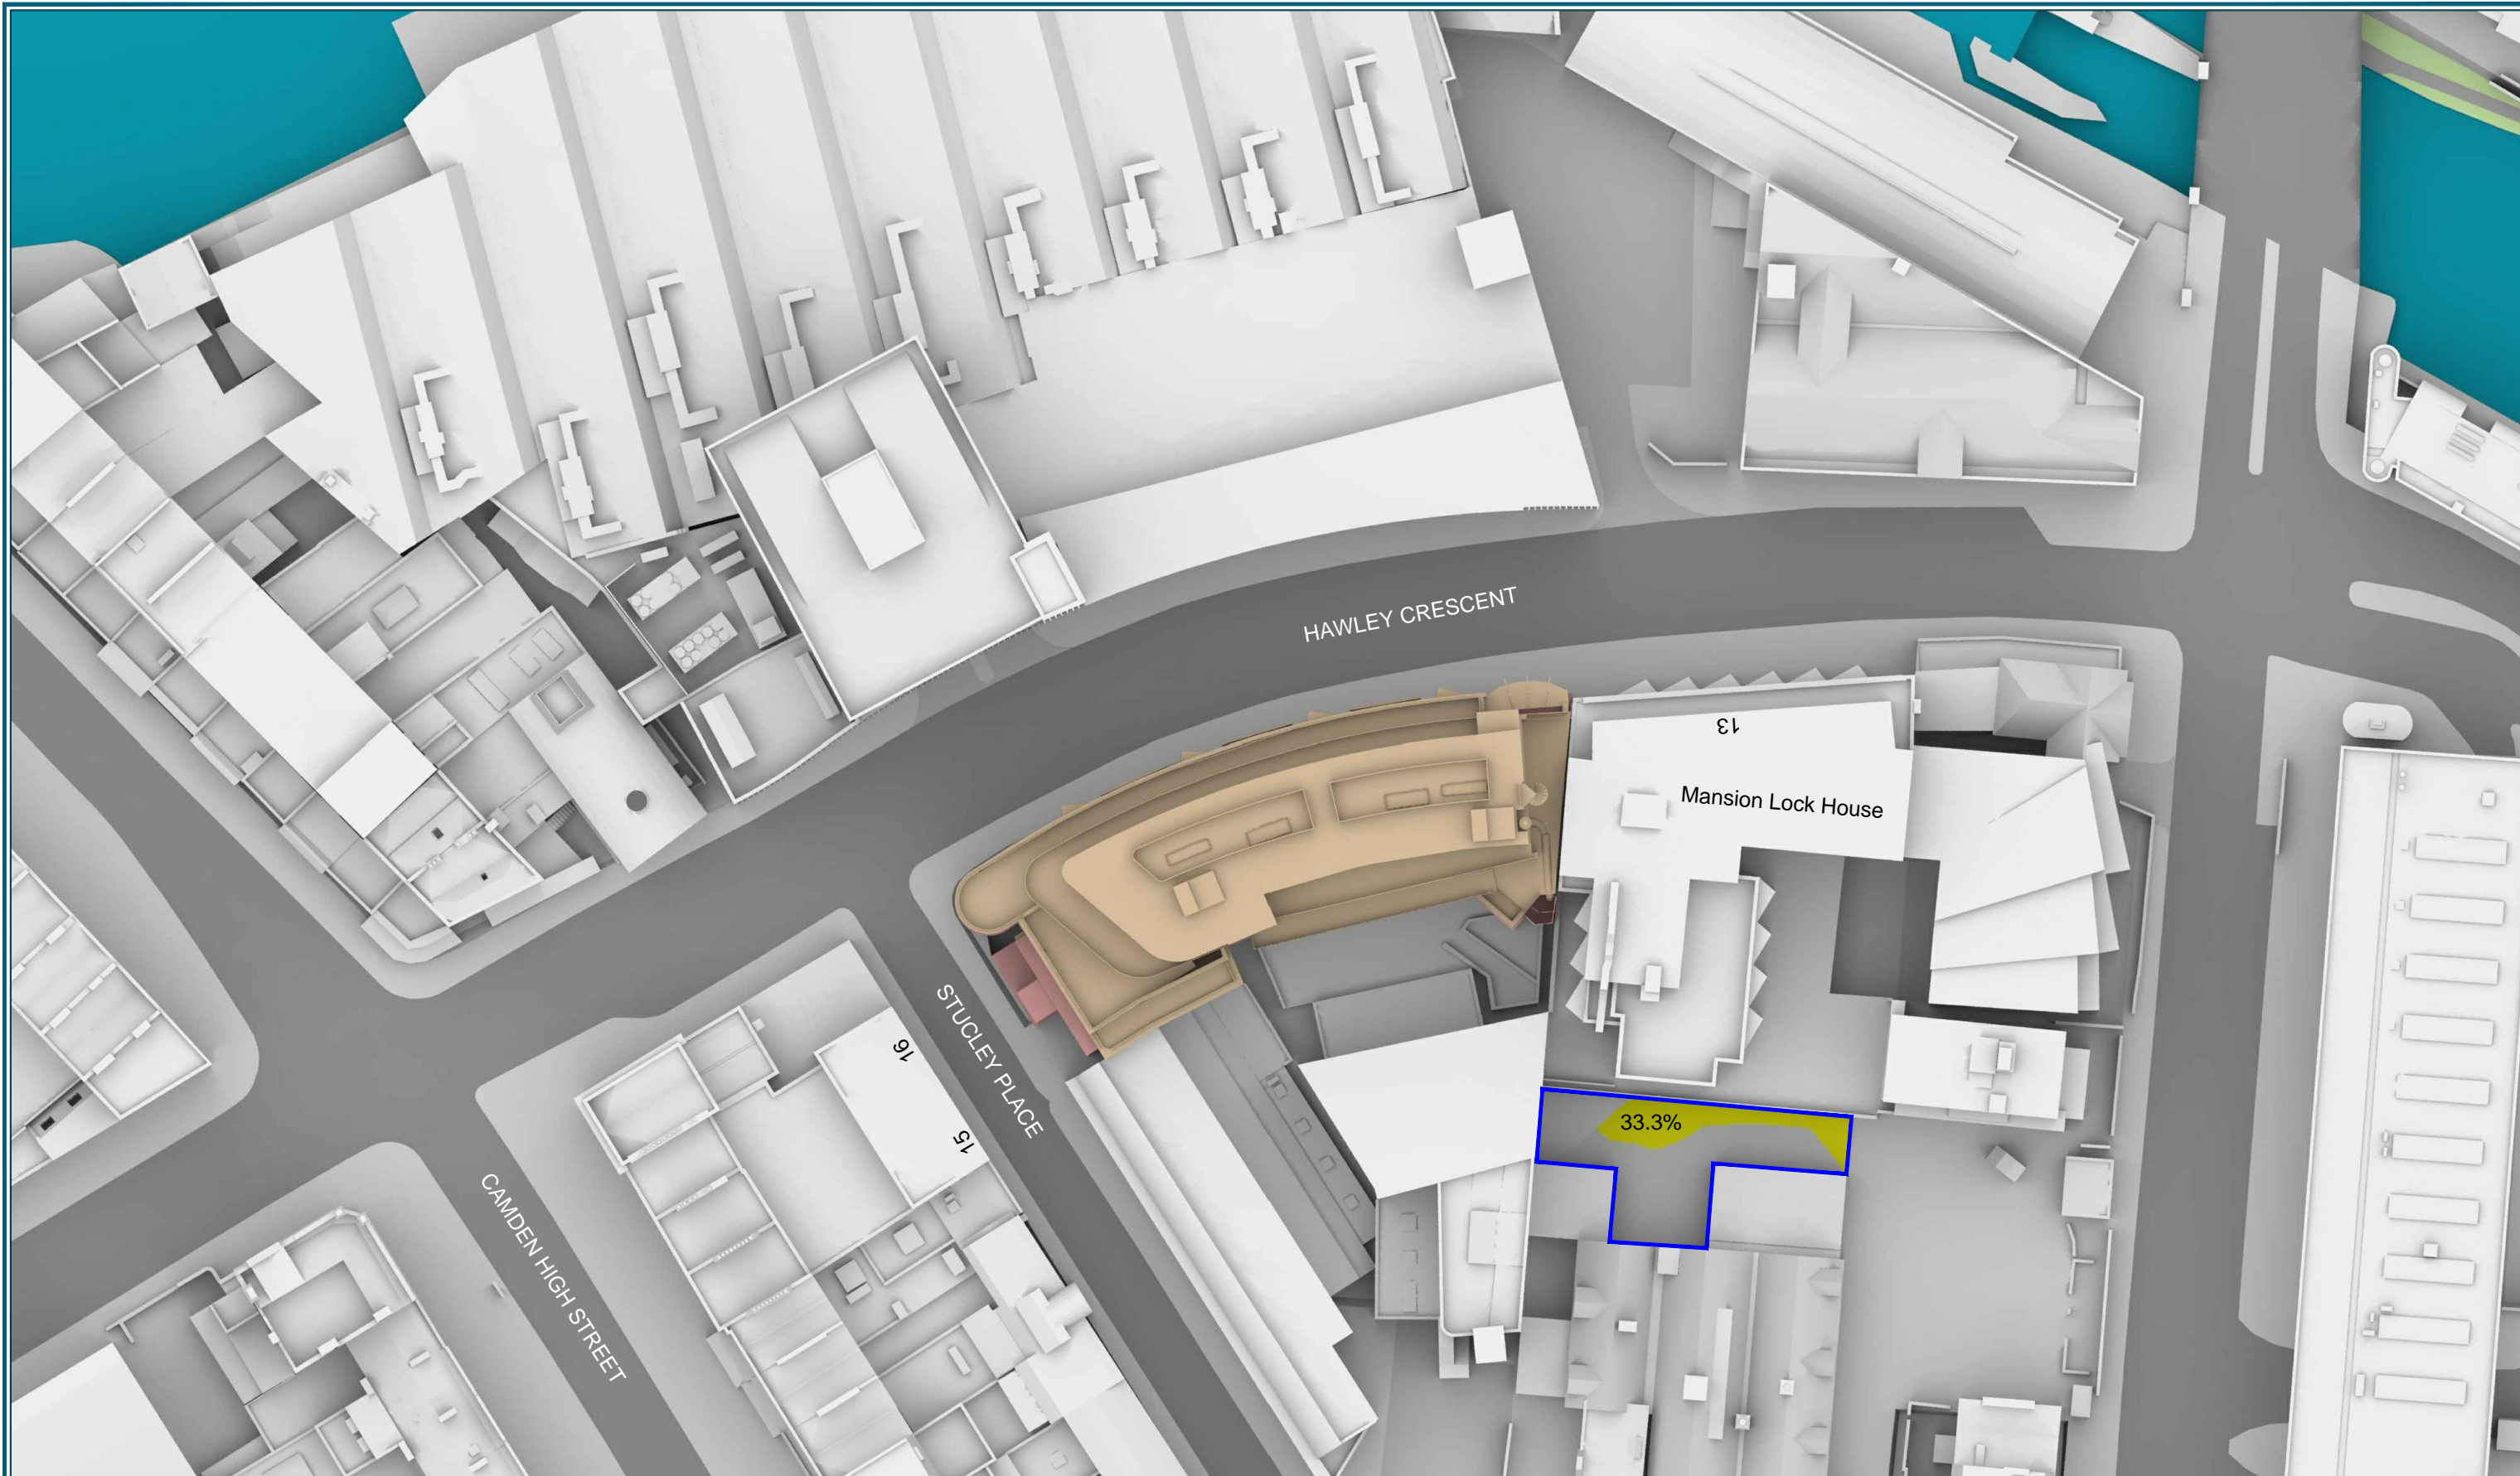 HAWLEY CRESCENT
13
Mansion Lock House
STUCLEY PLACE
16
15
33.3%
CAMDEN HIGH STREET